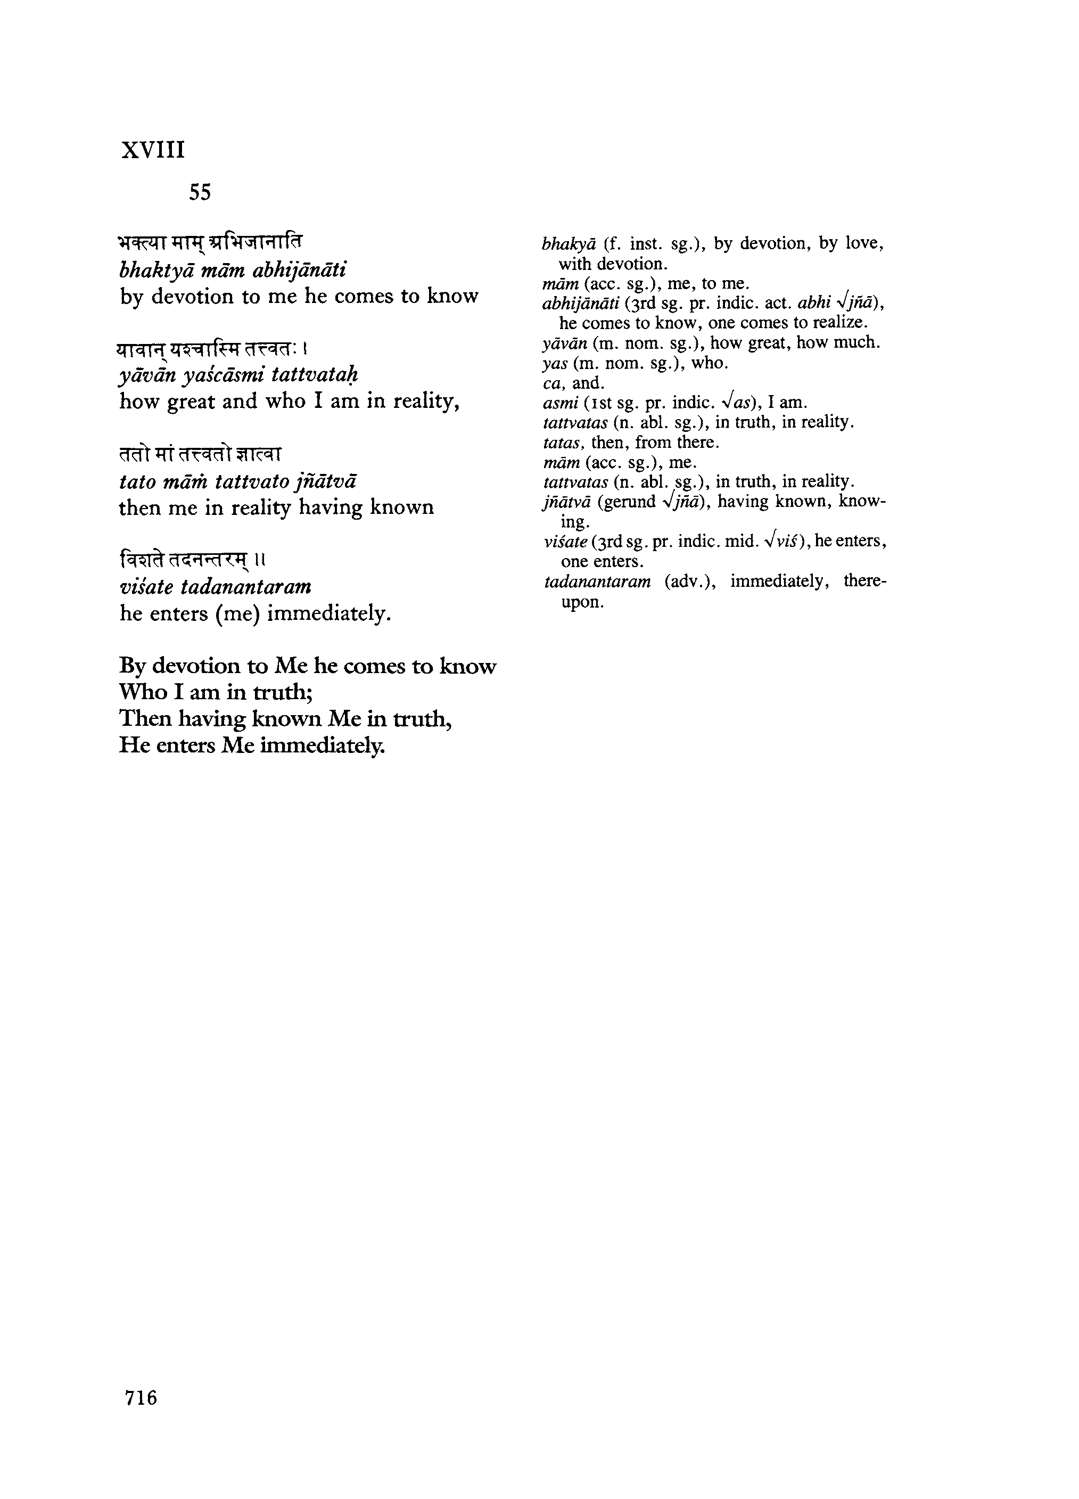 XVIII
55
भक्त्या माम् अभिजानाति
bhaktyā mām abhijānāti
by devotion to me he comes to know
यावान् यश्चास्मि तत्त्वतः ।
yāvān yaścāsmi tattvataḥ
how great and who I am in reality,
ततो मां तत्त्वतो ज्ञात्वा
tato māṁ tattvato jñātvā
then me in reality having known
विशते तदनन्तरम् ॥
viśate tadanantaram
he enters (me) immediately.
By devotion to Me he comes to know
Who I am in truth;
Then having known Me in truth,
He enters Me immediately.
bhakyā (f. inst. sg.), by devotion, by love,
with devotion.
mām (acc. sg.), me, to me.
abhijānāti (3rd sg. pr. indic. act. abhi √jñā),
he comes to know, one comes to realize.
yāvān (m. nom. sg.), how great, how much.
yas (m. nom. sg.), who.
ca, and.
asmi (1st sg. pr. indic. √as), I am.
tattvatas (n. abl. sg.), in truth, in reality.
tatas, then, from there.
mām (acc. sg.), me.
tattvatas (n. abl. sg.), in truth, in reality.
jñātvā (gerund √jñā), having known, know-
ing.
viśate (3rd sg. pr. indic. mid. √viś), he enters,
one enters.
tadanantaram (adv.), immediately, there-
upon.
716